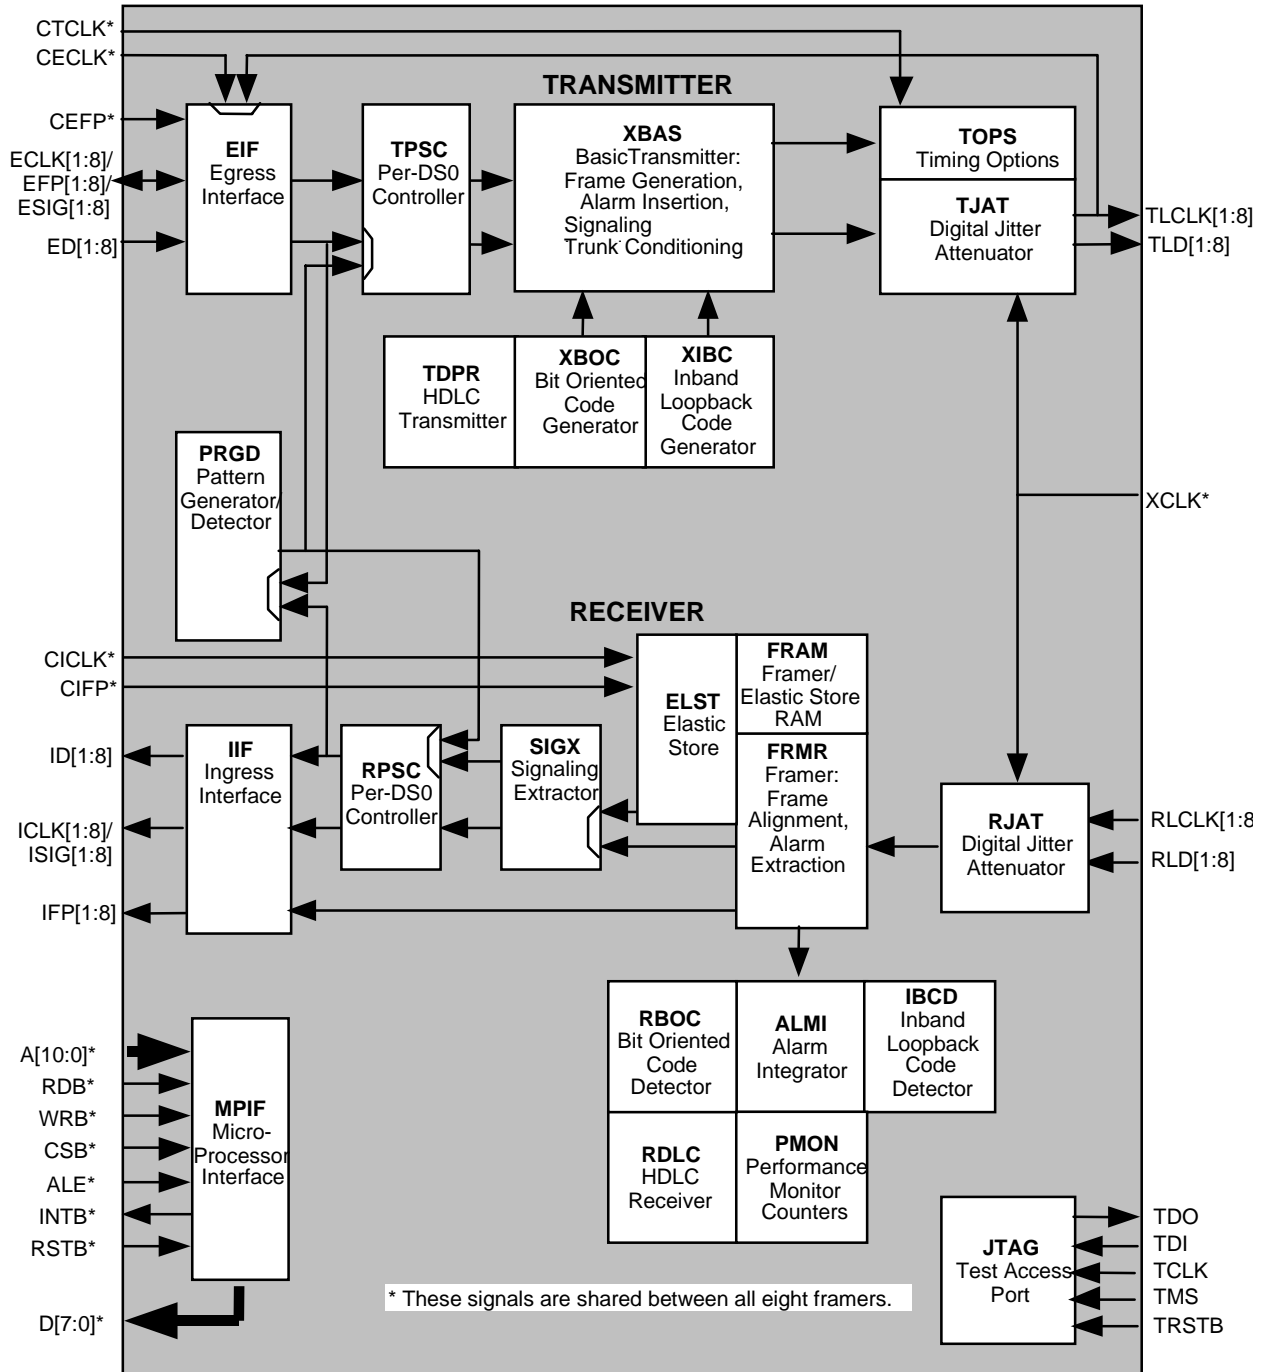 CTCLK*
CECLK*
TRANSMITTER
CEFP*
ECLK[1:8]/
EFP[1:8]/
ESIG[1:8]
ED[1:8]
EIF
Egress
Interface
TPSC
Per-DS0
Controller
XBAS
BasicTransmitter:
Frame Generation,
Alarm Insertion,
Signaling
Trunk Conditioning
TOPS
Timing Options
TJAT
Digital Jitter
Attenuator
TLCLK[1:8]
TLD[1:8]
TDPR
HDLC
Transmitter
XBOC
Bit Oriented
Code
Generator
XIBC
Inband
Loopback
Code
Generator
PRGD
Pattern
Generator/
Detector
XCLK*
RECEIVER
CICLK*
CIFP*
ID[1:8]
ICLK[1:8]/
ISIG[1:8]
IFP[1:8]
IIF
Ingress
Interface
RPSC
Per-DS0
Controller
SIGX
Signaling
Extractor
ELST
Elastic
Store
FRAM
Framer/
Elastic Store
RAM
FRMR
Framer:
Frame
Alignment,
Alarm
Extraction
RJAT
Digital Jitter
Attenuator
RLCLK[1:8
RLD[1:8]
RBOC
Bit Oriented
Code
Detector
ALMI
Alarm
Integrator
IBCD
Inband
Loopback
Code
Detector
RDLC
HDLC
Receiver
PMON
Performance
Monitor
Counters
A[10:0]*
RDB*
WRB*
CSB*
ALE*
INTB*
RSTB*
D[7:0]*
MPIF
Micro-
Processor
Interface
JTAG
Test Access
Port
TDO
TDI
TCLK
TMS
TRSTB
* These signals are shared between all eight framers.